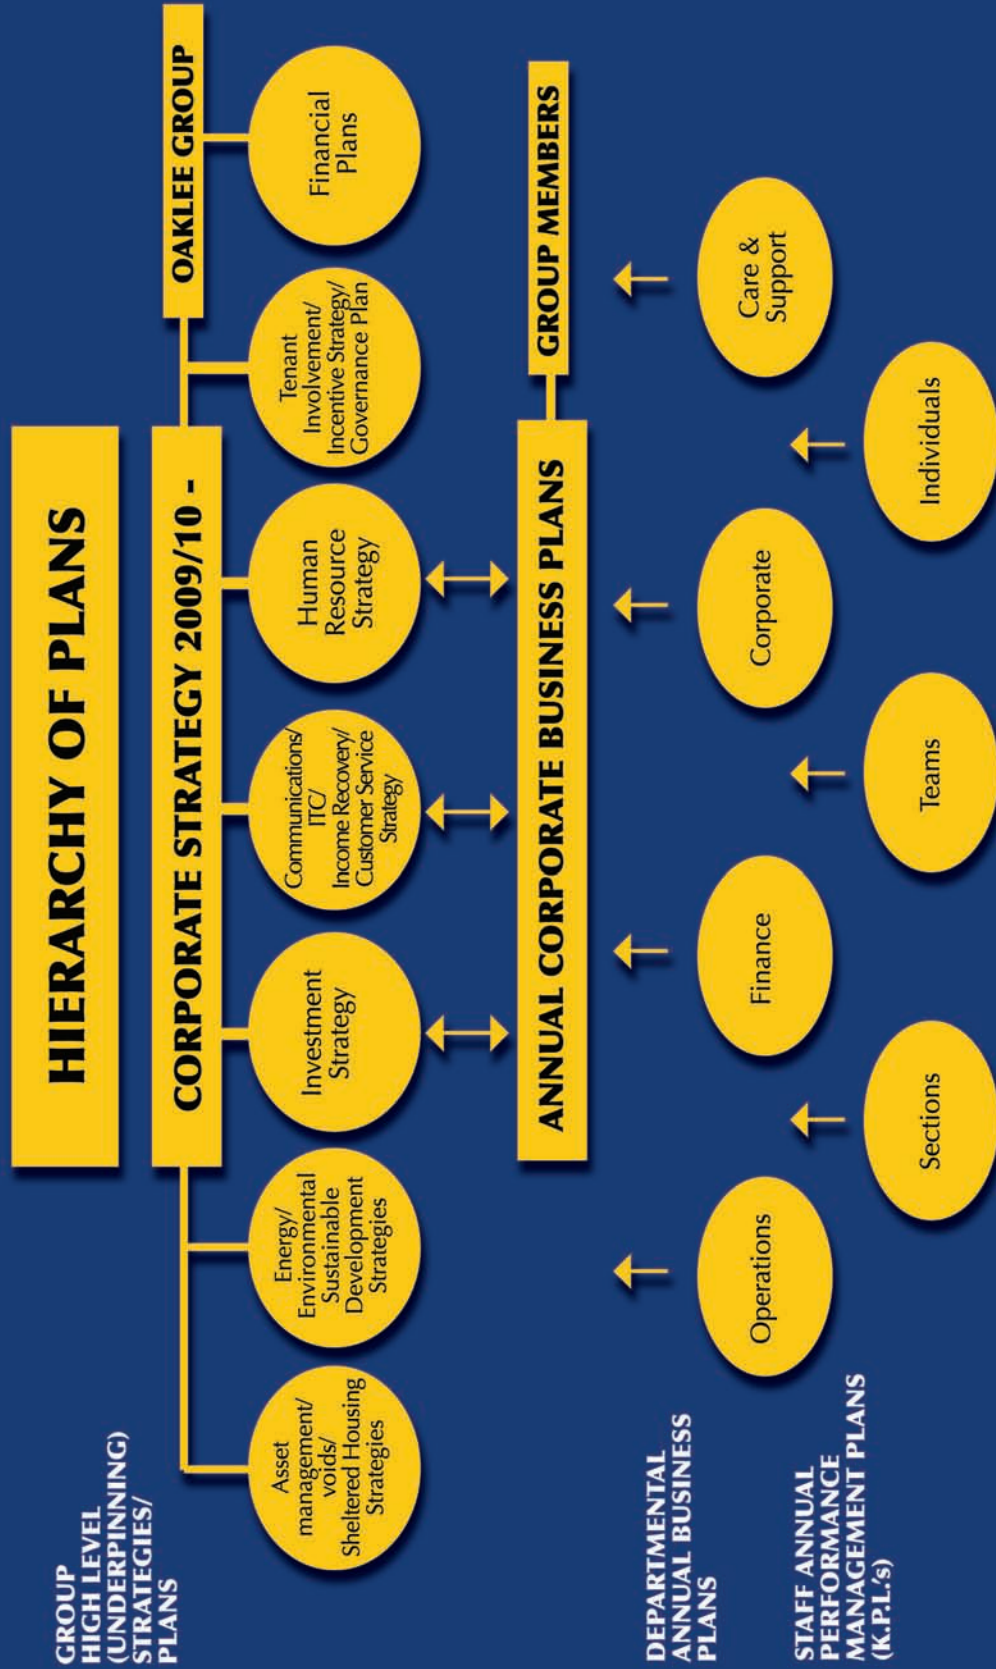 HIERARCHY OF PLANS
CORPORATE STRATEGY 2009/10 -
OAKLEE GROUP
GROUP
HIGH LEVEL
(UNDERPINNING)
STRATEGIES/
PLANS
Asset
management/
voids/
Sheltered Housing
Strategies
Energy/
Environmental
Sustainable
Development
Strategies
Investment
Strategy
Communications/
ITC/
Income Recovery/
Customer Service
Strategy
Human
Resource
Strategy
Tenant
Involvement/
Incentive Strategy/
Governance Plan
Financial
Plans
ANNUAL CORPORATE BUSINESS PLANS
GROUP MEMBERS
DEPARTMENTAL
ANNUAL BUSINESS
PLANS
Operations
Finance
Corporate
Care &
Support
STAFF ANNUAL
PERFORMANCE
MANAGEMENT PLANS
(K.P.I.'s)
Sections
Teams
Individuals